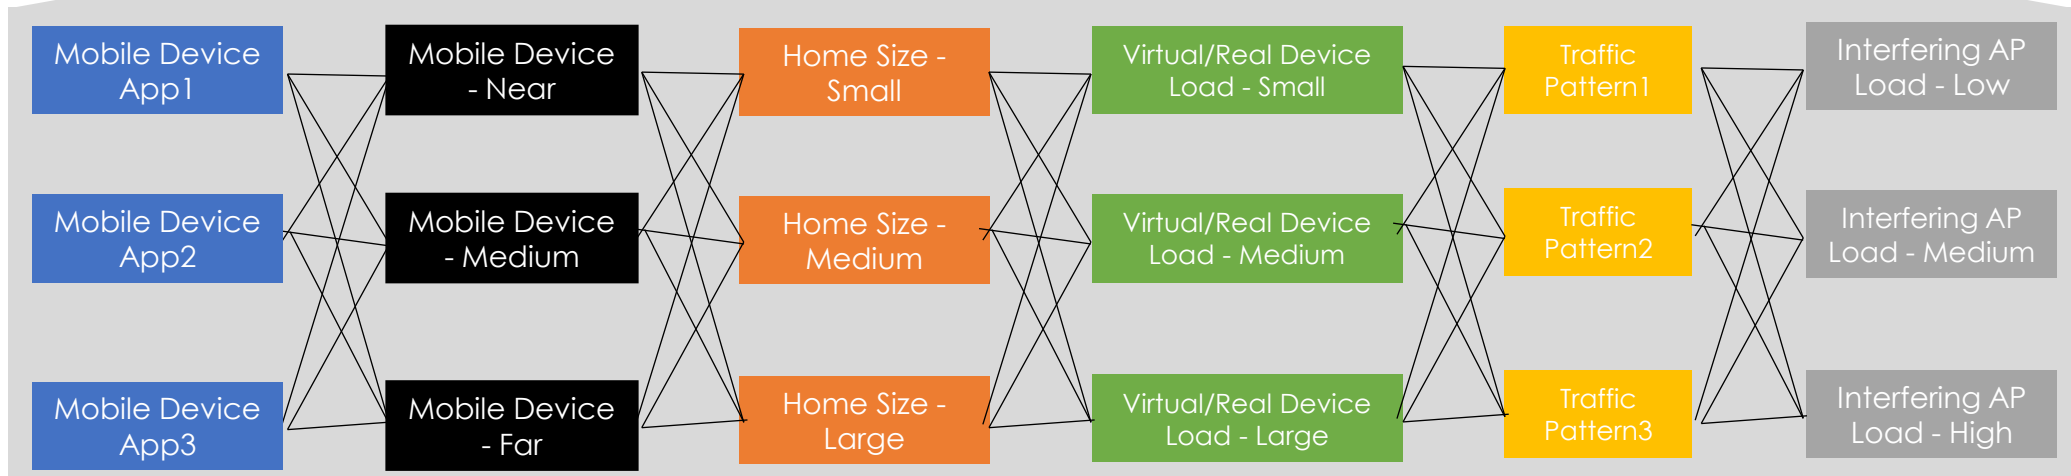 Mobile Device
App1
Mobile Device
- Near
Home Size -
Small
Virtual/Real Device
Load - Small
Traffic
Pattern1
Interfering AP
Load - Low
Mobile Device
App2
Mobile Device
- Medium
Home Size -
Medium
Virtual/Real Device
Load - Medium
Traffic
Pattern2
Interfering AP
Load - Medium
Mobile Device
App3
Mobile Device
- Far
Home Size -
Large
Virtual/Real Device
Load - Large
Traffic
Pattern3
Interfering AP
Load - High